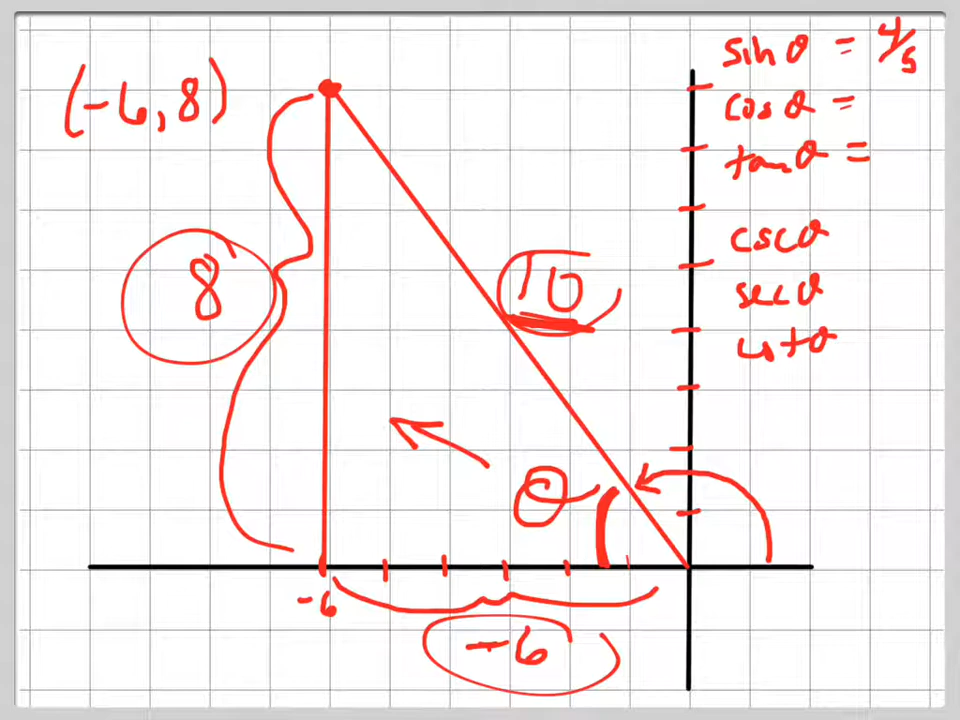 (-6, 8)
sin θ = 4/5
cos θ =
tan θ =
csc θ
sec θ
cot θ
8
10
θ
-6
-6